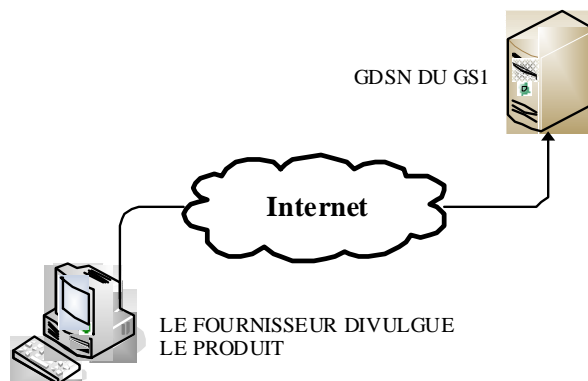 GDSN DU GS1
Internet
LE FOURNISSEUR DIVULGUE
LE PRODUIT